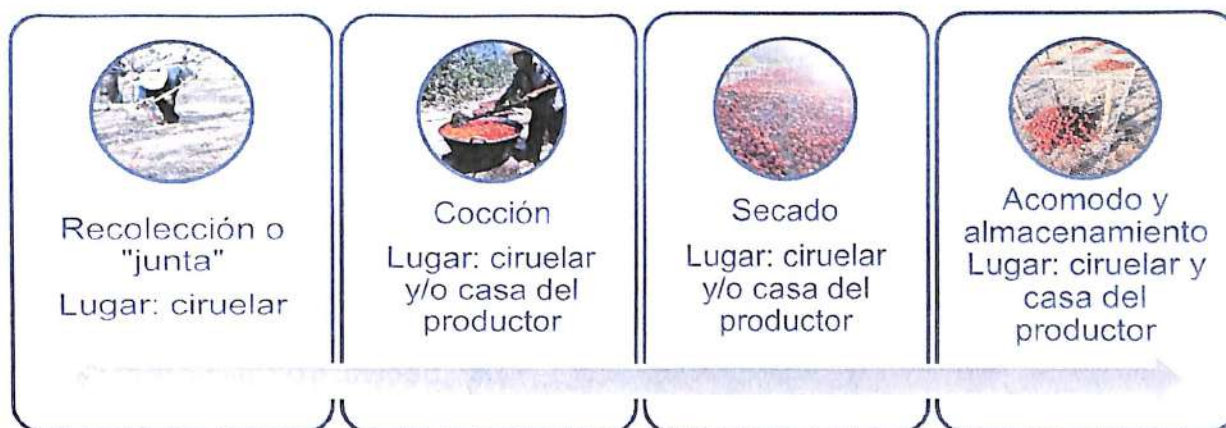 Recolección o
"junta"
Lugar: ciruelar
Cocción
Lugar: ciruelar
y/o casa del
productor
Secado
Lugar: ciruelar
y/o casa del
productor
Acomodo y
almacenamiento
Lugar: ciruelar y
casa del
productor